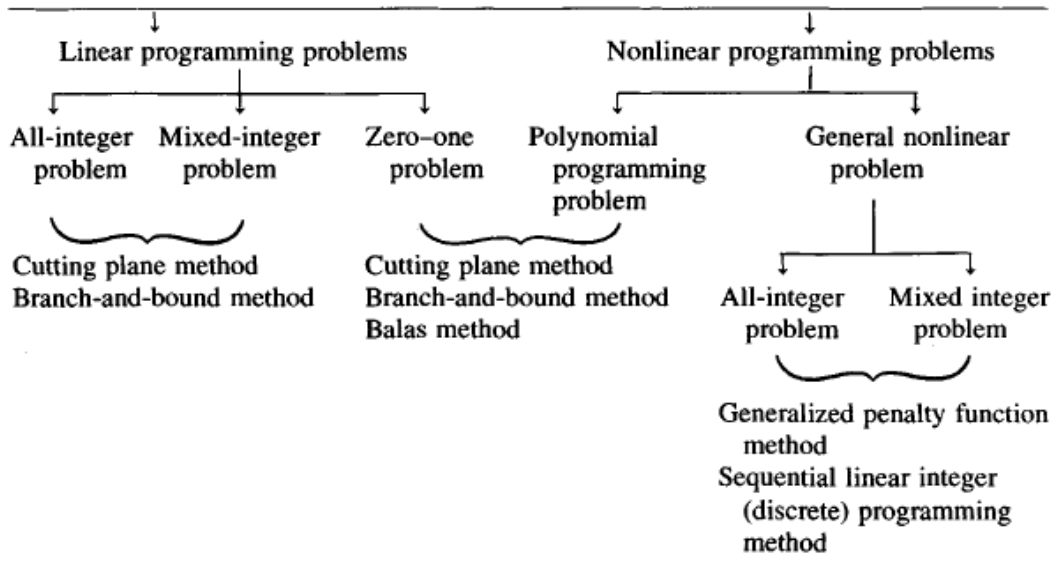 Linear programming problems
Nonlinear programming problems
All-integer
problem
Mixed-integer
problem
Zero–one
problem
Polynomial
programming
problem
General nonlinear
problem
Cutting plane method
Branch-and-bound method
Cutting plane method
Branch-and-bound method
Balas method
All-integer
problem
Mixed integer
problem
Generalized penalty function
method
Sequential linear integer
(discrete) programming
method